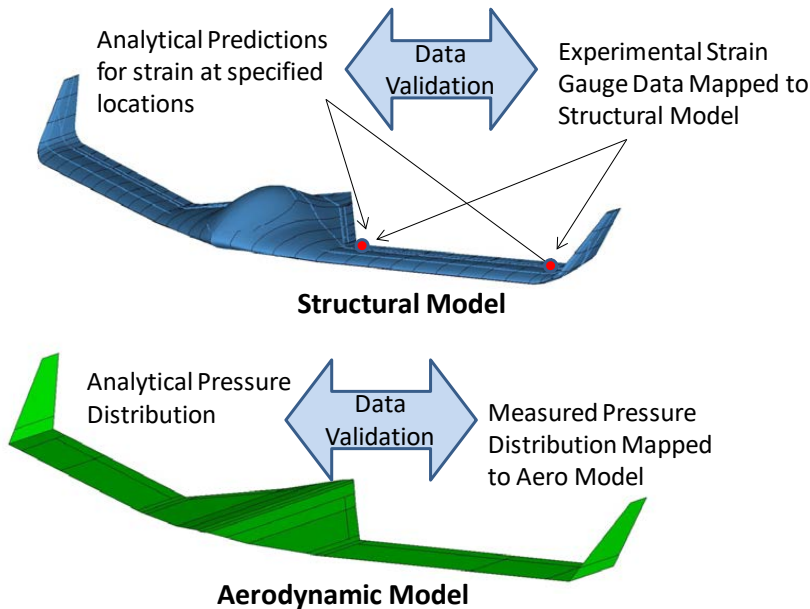 Analytical Predictions
for strain at specified
locations
Data
Validation
Experimental Strain
Gauge Data Mapped to
Structural Model
Structural Model
Analytical Pressure
Distribution
Data
Validation
Measured Pressure
Distribution Mapped
to Aero Model
Aerodynamic Model